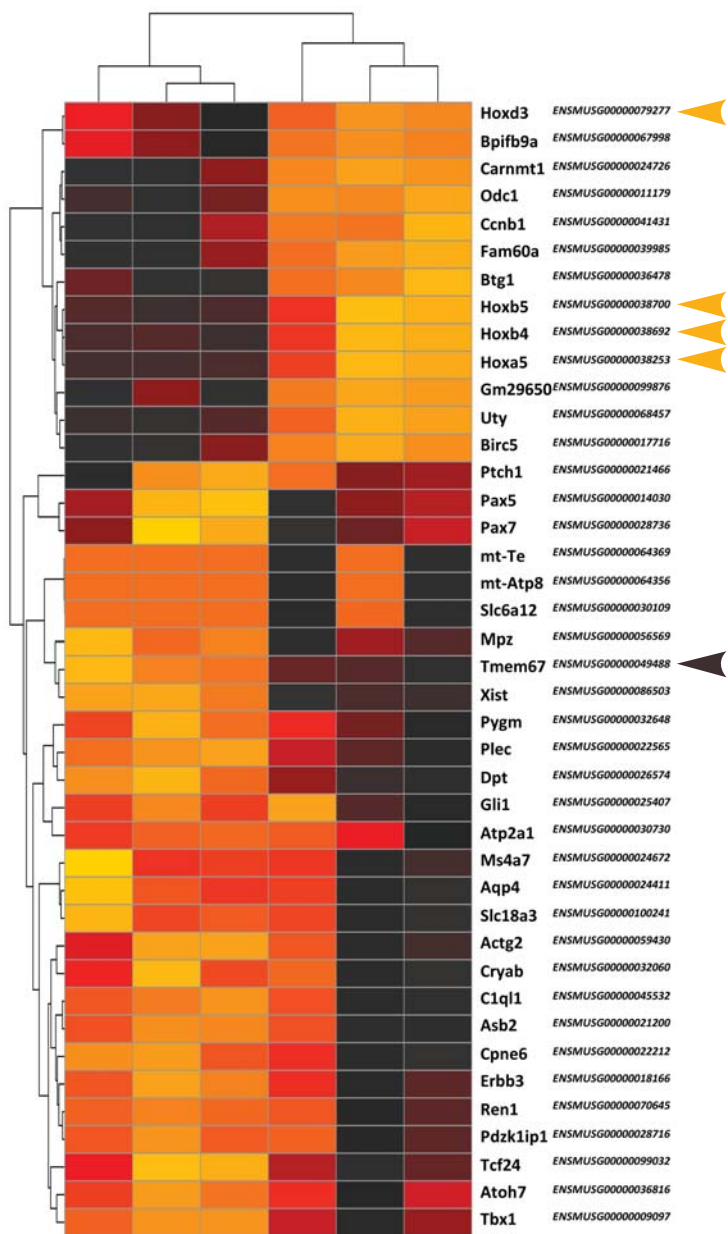 Hoxd3 ENSMUSG00000079277
Bpifb9a ENSMUSG00000067998
Carnmt1 ENSMUSG00000024726
Odc1 ENSMUSG00000011179
Ccnb1 ENSMUSG00000041431
Fam60a ENSMUSG00000039985
Btg1 ENSMUSG00000036478
Hoxb5 ENSMUSG00000038700
Hoxb4 ENSMUSG00000038692
Hoxa5 ENSMUSG00000038253
Gm29650 ENSMUSG00000099876
Uty ENSMUSG00000068457
Birc5 ENSMUSG00000017716
Ptch1 ENSMUSG00000021466
Pax5 ENSMUSG00000014030
Pax7 ENSMUSG00000028736
mt-Te ENSMUSG00000064369
mt-Atp8 ENSMUSG00000064356
Slc6a12 ENSMUSG00000030109
Mpz ENSMUSG00000056569
Tmem67 ENSMUSG00000049488
Xist ENSMUSG00000086503
Pygm ENSMUSG00000032648
Plec ENSMUSG00000022565
Dpt ENSMUSG00000026574
Gli1 ENSMUSG00000025407
Atp2a1 ENSMUSG00000030730
Ms4a7 ENSMUSG00000024672
Aqp4 ENSMUSG00000024411
Slc18a3 ENSMUSG00000100241
Actg2 ENSMUSG00000059430
Cryab ENSMUSG00000032060
C1ql1 ENSMUSG00000045532
Asb2 ENSMUSG00000021200
Cpne6 ENSMUSG00000022212
Erbb3 ENSMUSG00000018166
Ren1 ENSMUSG00000070645
Pdzk1ip1 ENSMUSG00000028716
Tcf24 ENSMUSG00000099032
Atoh7 ENSMUSG00000036816
Tbx1 ENSMUSG00000009097